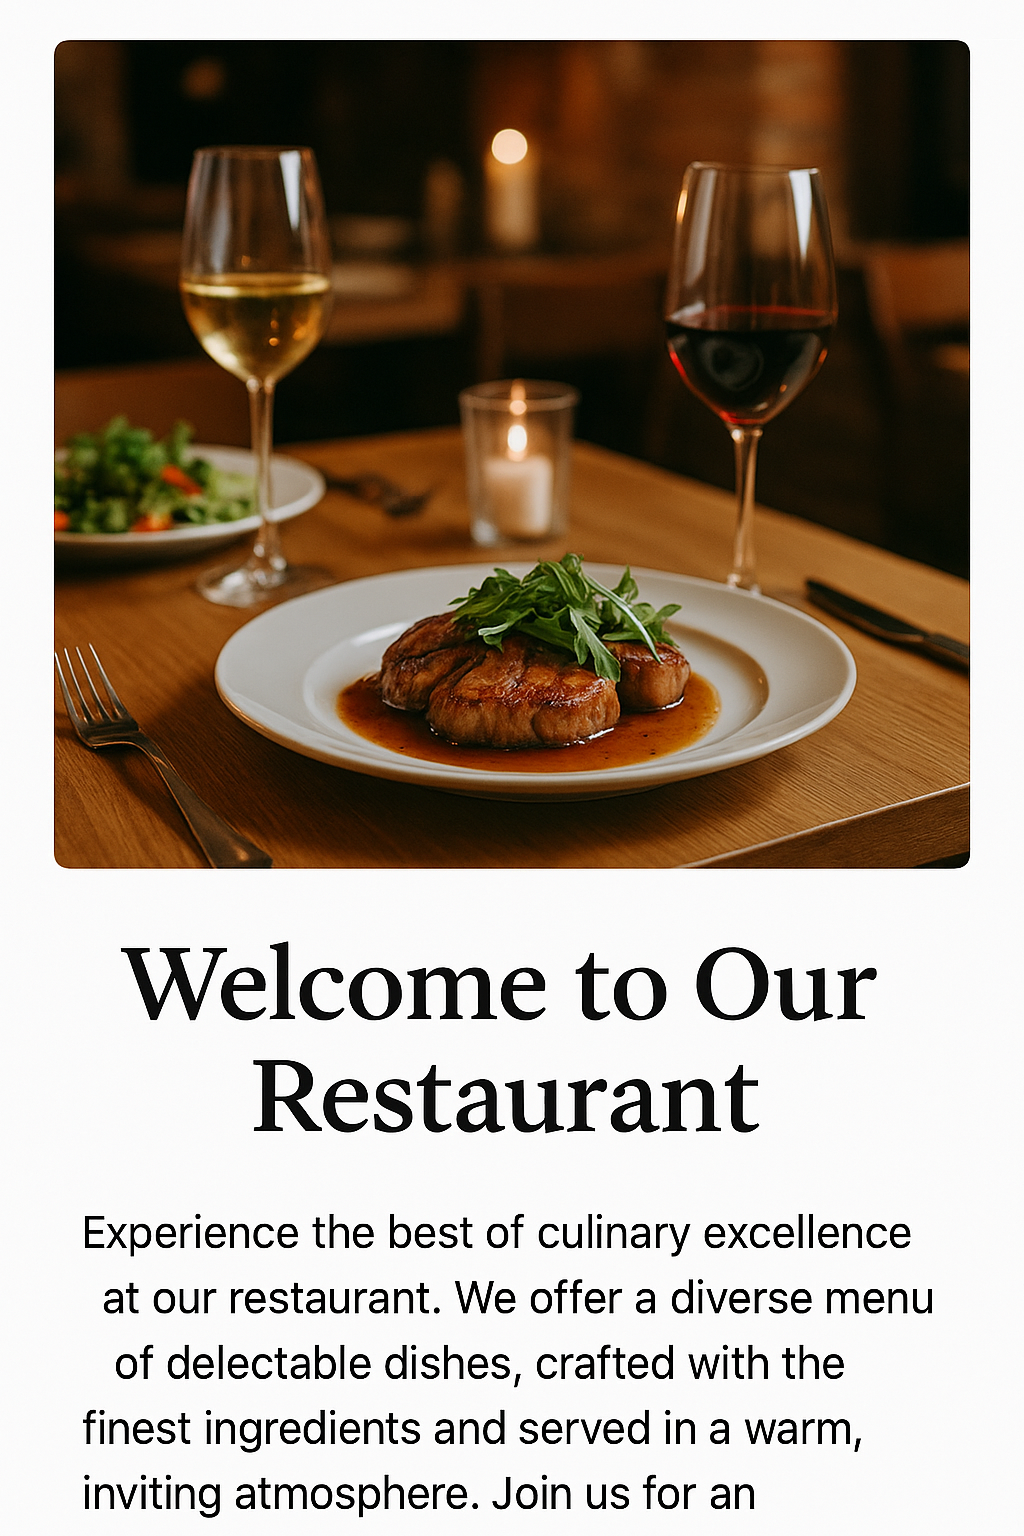 Welcome to Our
Restaurant
Experience the best of culinary excellence
at our restaurant. We offer a diverse menu
of delectable dishes, crafted with the
finest ingredients and served in a warm,
inviting atmosphere. Join us for an